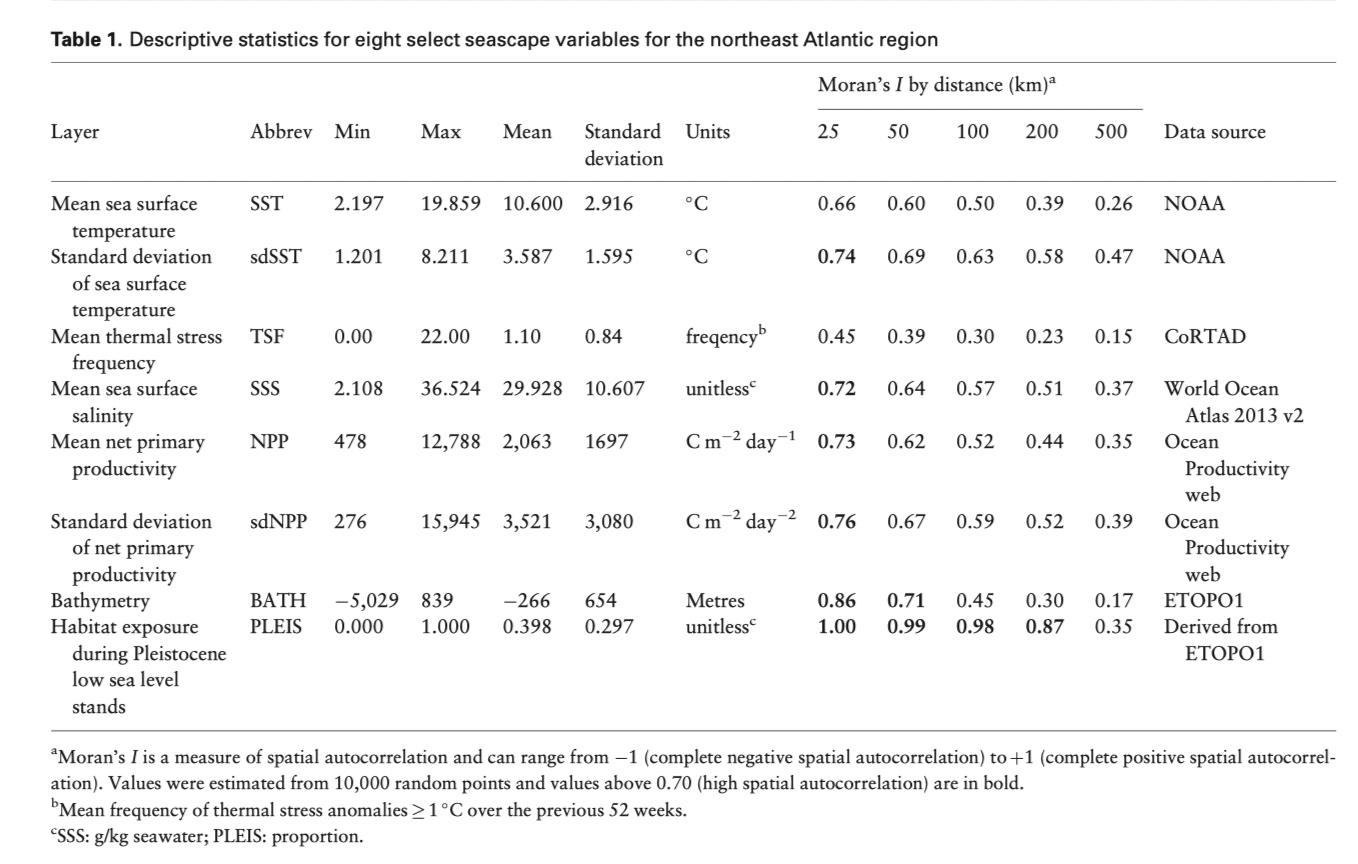 Table 1. Descriptive statistics for eight select seascape variables for the northeast Atlantic region
Moran's I by distance (km)ᵃ
Layer Abbrev Min Max Mean Standard deviation Units 25 50 100 200 500 Data source
Mean sea surface temperature SST 2.197 19.859 10.600 2.916 °C 0.66 0.60 0.50 0.39 0.26 NOAA
Standard deviation of sea surface temperature sdSST 1.201 8.211 3.587 1.595 °C 0.74 0.69 0.63 0.58 0.47 NOAA
Mean thermal stress frequency TSF 0.00 22.00 1.10 0.84 freqencyᵇ 0.45 0.39 0.30 0.23 0.15 CoRTAD
Mean sea surface salinity SSS 2.108 36.524 29.928 10.607 unitlessᶜ 0.72 0.64 0.57 0.51 0.37 World Ocean Atlas 2013 v2
Mean net primary productivity NPP 478 12,788 2,063 1697 C m⁻² day⁻¹ 0.73 0.62 0.52 0.44 0.35 Ocean Productivity web
Standard deviation of net primary productivity sdNPP 276 15,945 3,521 3,080 C m⁻² day⁻² 0.76 0.67 0.59 0.52 0.39 Ocean Productivity web
Bathymetry BATH −5,029 839 −266 654 Metres 0.86 0.71 0.45 0.30 0.17 ETOPO1
Habitat exposure during Pleistocene low sea level stands PLEIS 0.000 1.000 0.398 0.297 unitlessᶜ 1.00 0.99 0.98 0.87 0.35 Derived from ETOPO1
ᵃMoran's I is a measure of spatial autocorrelation and can range from −1 (complete negative spatial autocorrelation) to +1 (complete positive spatial autocorrel-
ation). Values were estimated from 10,000 random points and values above 0.70 (high spatial autocorrelation) are in bold.
ᵇMean frequency of thermal stress anomalies ≥ 1 °C over the previous 52 weeks.
ᶜSSS: g/kg seawater; PLEIS: proportion.